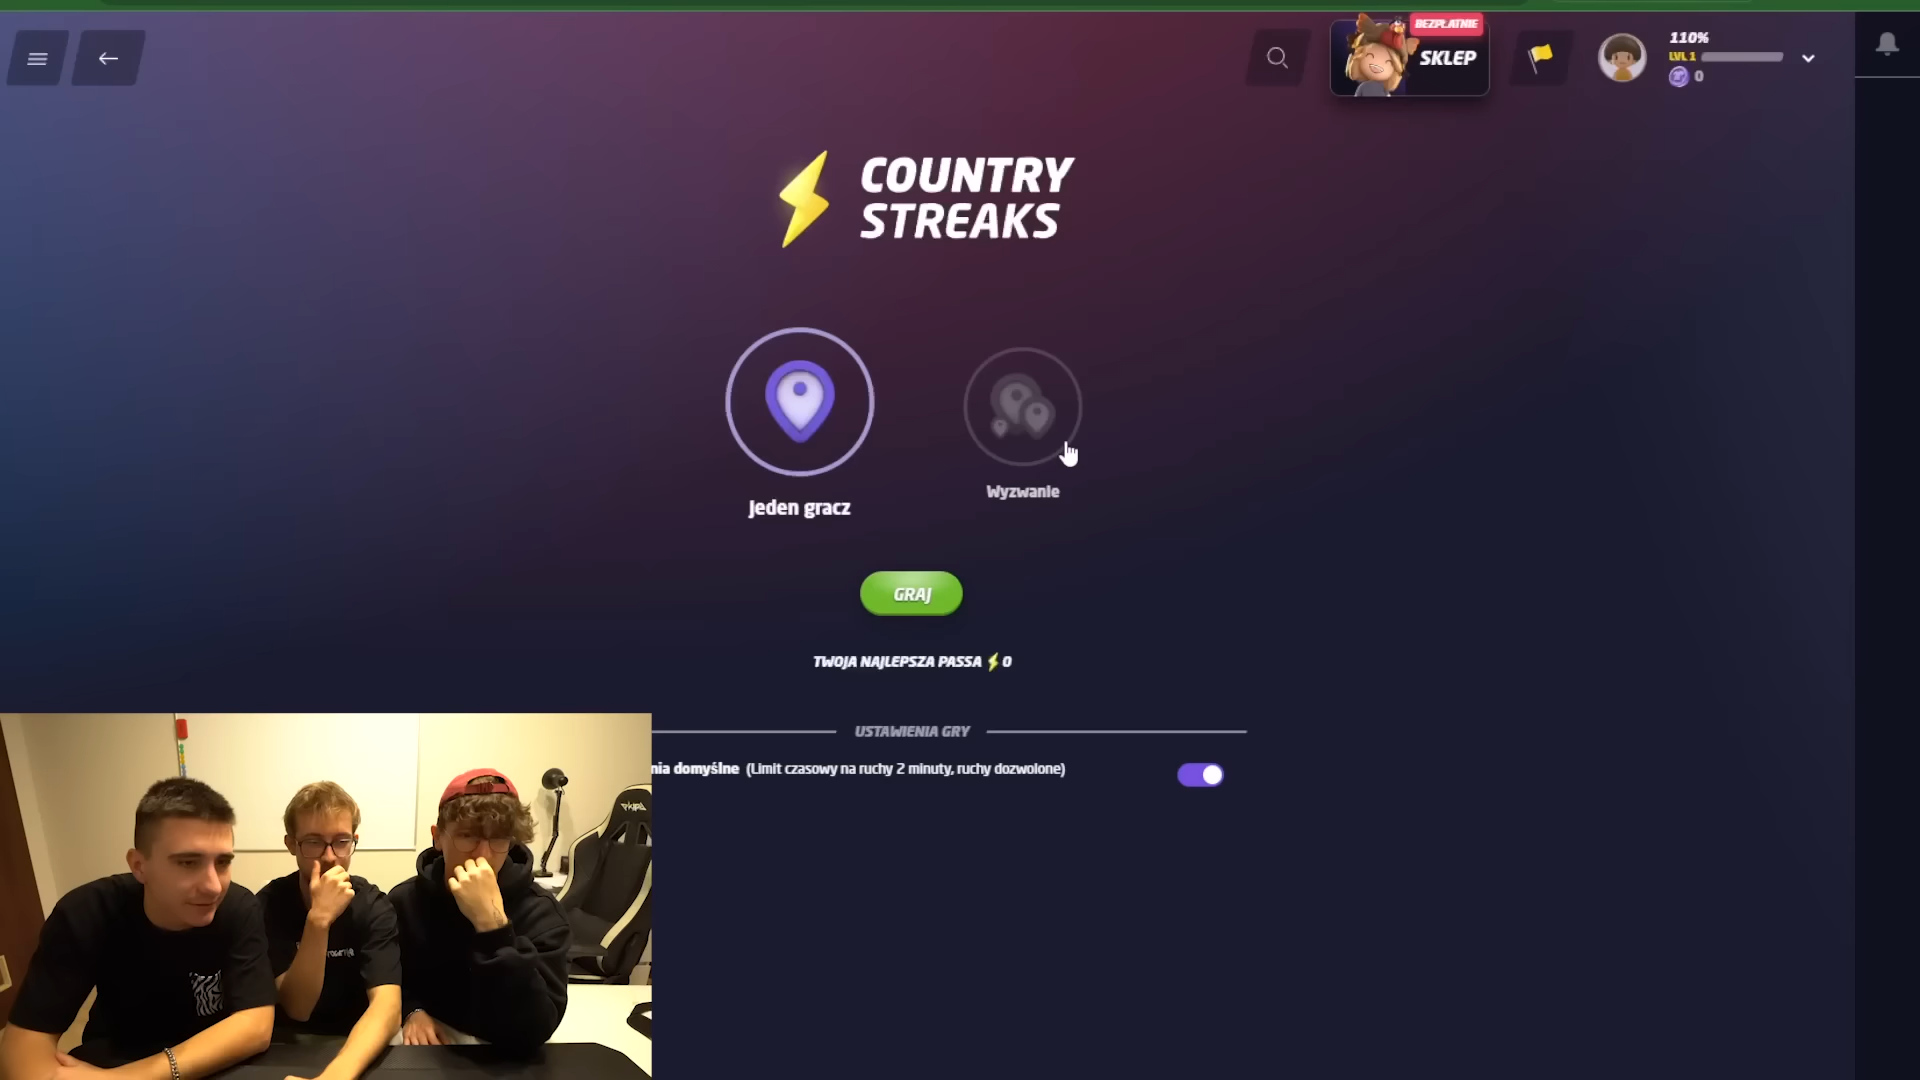 BEZPŁATNIE
SKLEP
110%
LVL 1
0
COUNTRY
STREAKS
Jeden gracz
Wyzwanie
GRAJ
TWOJA NAJLEPSZA PASSA 0
USTAWIENIA GRY
nia domyślne (Limit czasowy na ruchy 2 minuty, ruchy dozwolone)